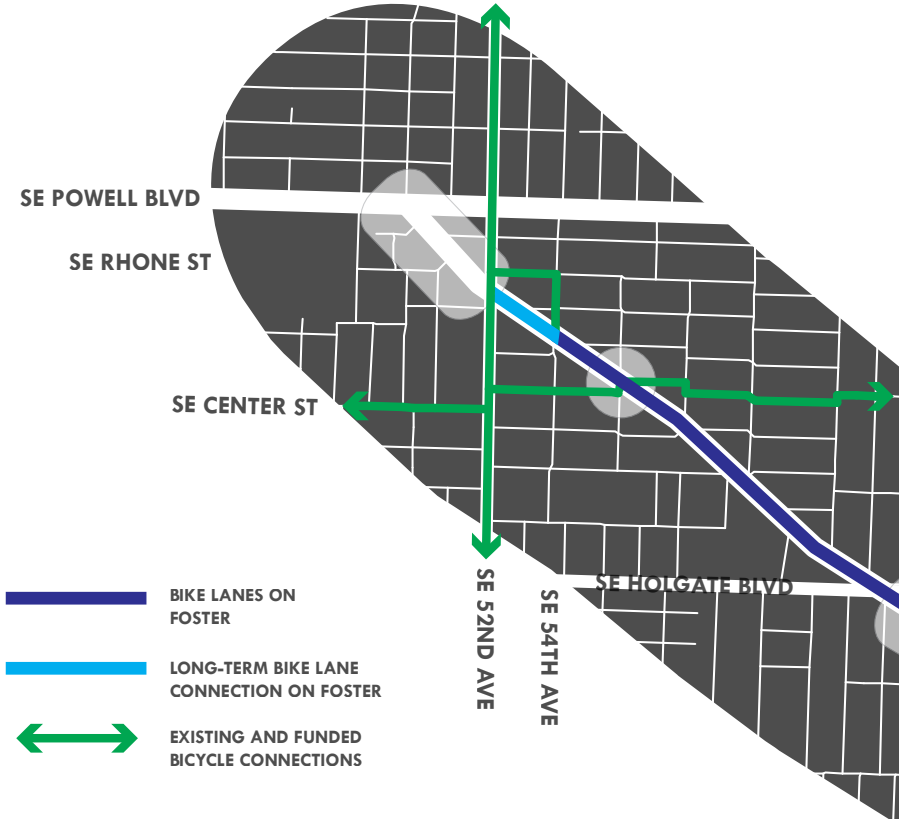 SE POWELL BLVD
SE RHONE ST
SE CENTER ST
SE HOLGATE BLVD
SE 52ND AVE
SE 54TH AVE
BIKE LANES ON
FOSTER
LONG-TERM BIKE LANE
CONNECTION ON FOSTER
EXISTING AND FUNDED
BICYCLE CONNECTIONS